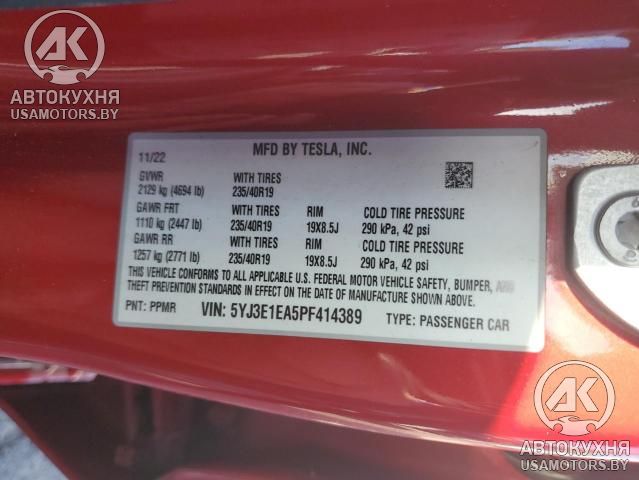 АК
АВТОКУХНЯ
USAMOTORS.BY
MFD BY TESLA, INC.
11/22
GVWR WITH TIRES
2129 kg (4694 lb) 235/40R19
GAWR FRT WITH TIRES RIM COLD TIRE PRESSURE
1110 kg (2447 lb) 235/40R19 19X8.5J 290 kPa, 42 psi
GAWR RR WITH TIRES RIM COLD TIRE PRESSURE
1257 kg (2771 lb) 235/40R19 19X8.5J 290 kPa, 42 psi
THIS VEHICLE CONFORMS TO ALL APPLICABLE U.S. FEDERAL MOTOR VEHICLE SAFETY, BUMPER, AND
THEFT PREVENTION STANDARDS IN EFFECT ON THE DATE OF MANUFACTURE SHOWN ABOVE.
PNT: PPMR VIN: 5YJ3E1EA5PF414389 TYPE: PASSENGER CAR
АК
АВТОКУХНЯ
USAMOTORS.BY